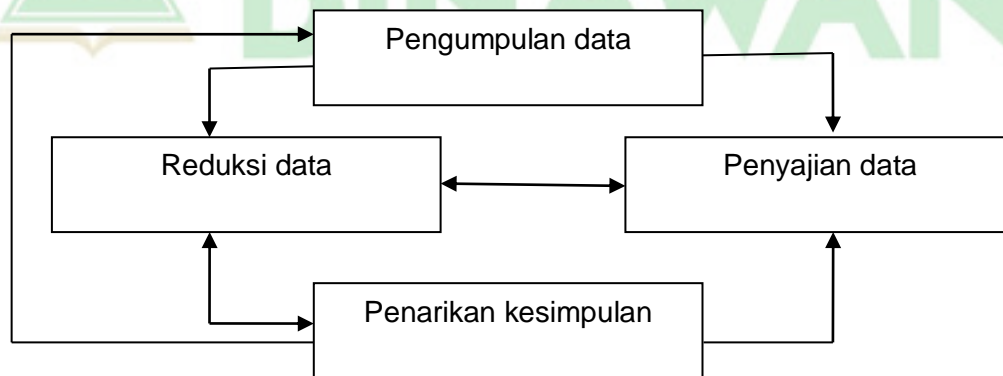 Pengumpulan data
Reduksi data
Penyajian data
Penarikan kesimpulan